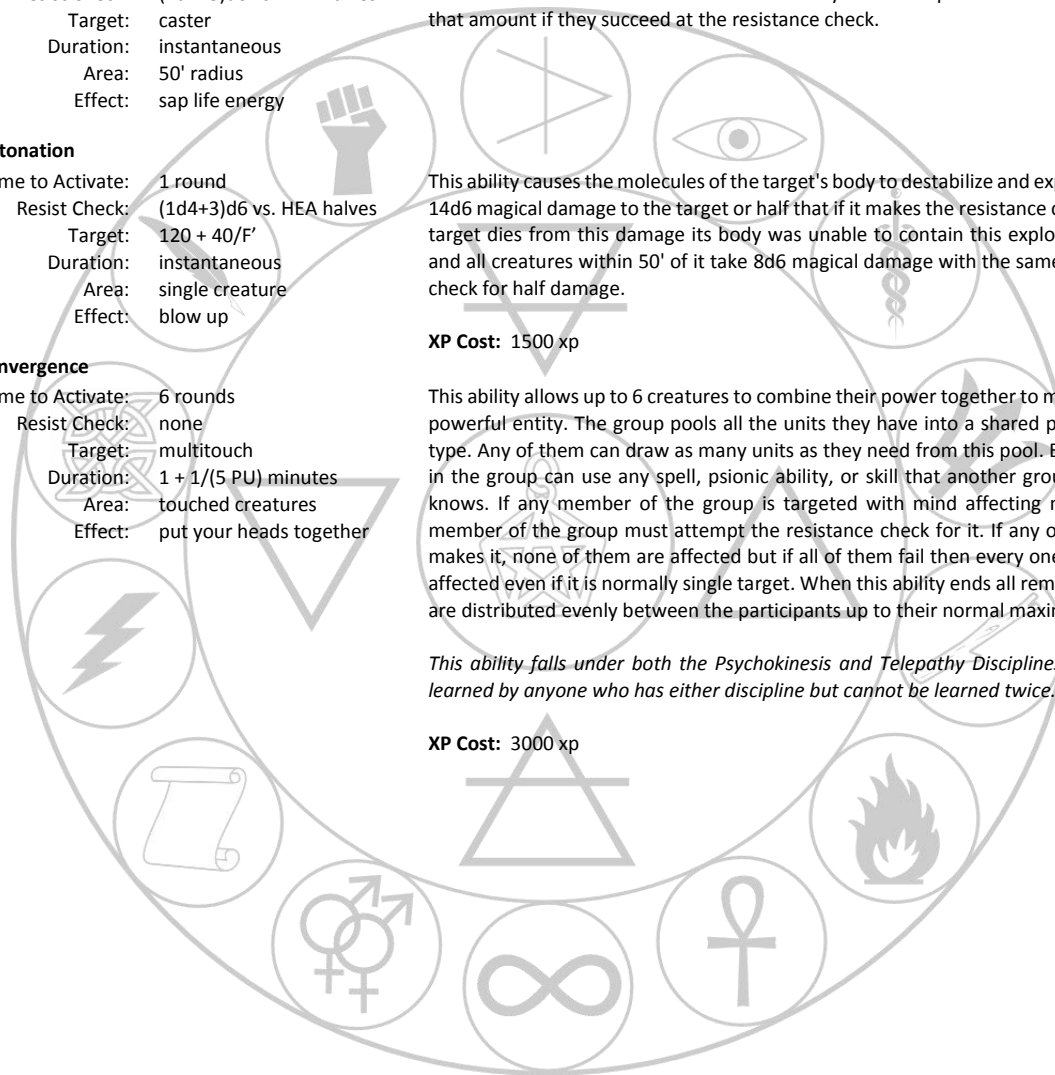 Target: caster
Duration: instantaneous
Area: 50' radius
Effect: sap life energy
that amount if they succeed at the resistance check.
tonation
me to Activate: 1 round
Resist Check: (1d4+3)d6 vs. HEA halves
Target: 120 + 40/F’
Duration: instantaneous
Area: single creature
Effect: blow up
This ability causes the molecules of the target's body to destabilize and exp
14d6 magical damage to the target or half that if it makes the resistance c
target dies from this damage its body was unable to contain this explo
and all creatures within 50' of it take 8d6 magical damage with the same
check for half damage.
XP Cost: 1500 xp
nvergence
me to Activate: 6 rounds
Resist Check: none
Target: multitouch
Duration: 1 + 1/(5 PU) minutes
Area: touched creatures
Effect: put your heads together
This ability allows up to 6 creatures to combine their power together to m
powerful entity. The group pools all the units they have into a shared p
type. Any of them can draw as many units as they need from this pool. E
in the group can use any spell, psionic ability, or skill that another grou
knows. If any member of the group is targeted with mind affecting m
member of the group must attempt the resistance check for it. If any o
makes it, none of them are affected but if all of them fail then every one
affected even if it is normally single target. When this ability ends all rem
are distributed evenly between the participants up to their normal maxi
This ability falls under both the Psychokinesis and Telepathy Disciplines
learned by anyone who has either discipline but cannot be learned twice.
XP Cost: 3000 xp